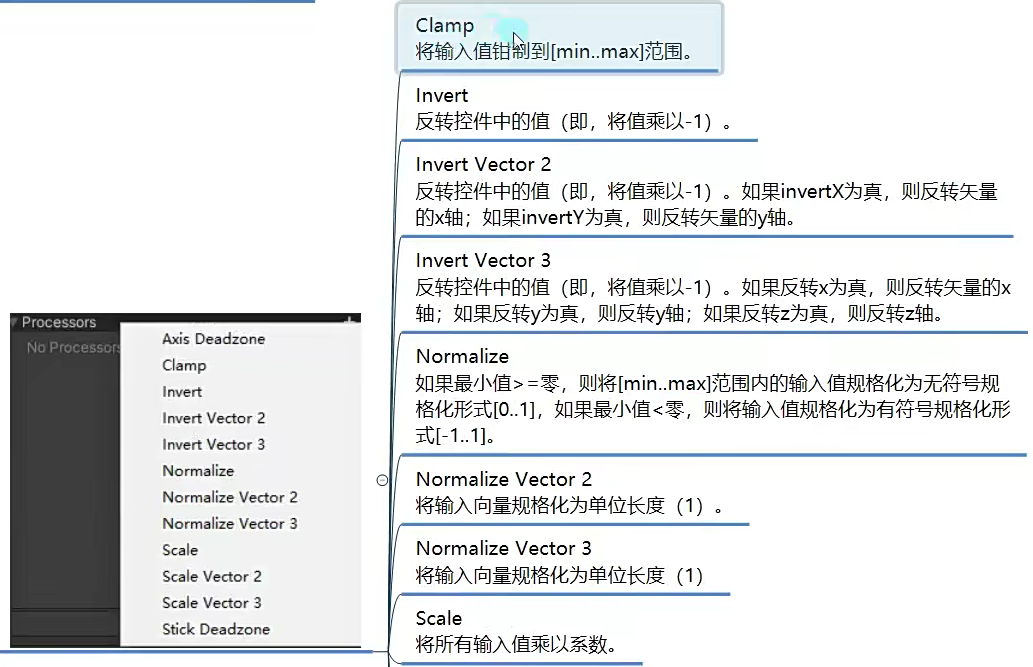 Processors
No Processors
Axis Deadzone
Clamp
Invert
Invert Vector 2
Invert Vector 3
Normalize
Normalize Vector 2
Normalize Vector 3
Scale
Scale Vector 2
Scale Vector 3
Stick Deadzone
Clamp
将输入值钳制到[min..max]范围。
Invert
反转控件中的值（即，将值乘以-1）。
Invert Vector 2
反转控件中的值（即，将值乘以-1）。如果invertX为真，则反转矢量
的x轴；如果invertY为真，则反转矢量的y轴。
Invert Vector 3
反转控件中的值（即，将值乘以-1）。如果反转x为真，则反转矢量的x
轴；如果反转y为真，则反转y轴；如果反转z为真，则反转z轴。
Normalize
如果最小值>=零，则将[min..max]范围内的输入值规格化为无符号规
格化形式[0..1]，如果最小值<零，则将输入值规格化为有符号规格化形
式[-1..1]。
Normalize Vector 2
将输入向量规格化为单位长度（1）。
Normalize Vector 3
将输入向量规格化为单位长度（1）
Scale
将所有输入值乘以系数。